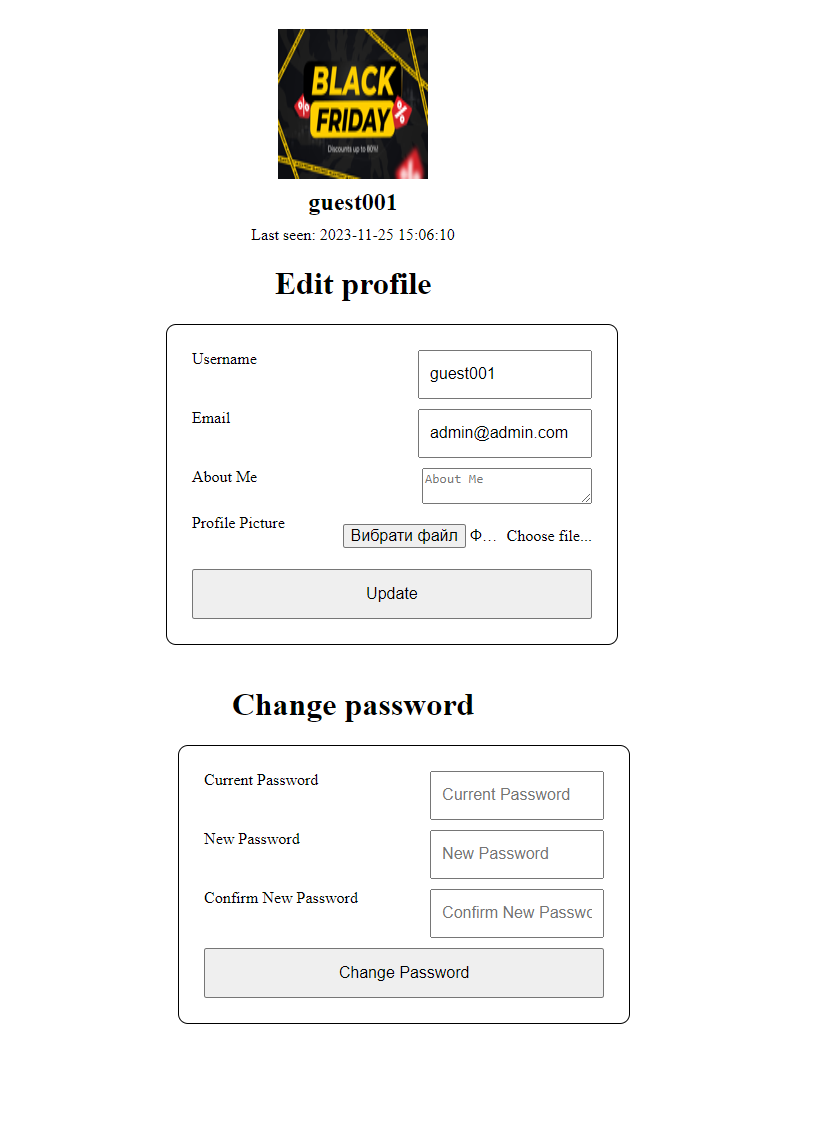 BLACK
FRIDAY
%
%
Discounts up to 80%!
guest001
Last seen: 2023-11-25 15:06:10
Edit profile
Username
guest001
Email
admin@admin.com
About Me
About Me
Profile Picture
Вибрати файл Ф... Choose file...
Update
Change password
Current Password
Current Password
New Password
New Password
Confirm New Password
Confirm New Passwo
Change Password